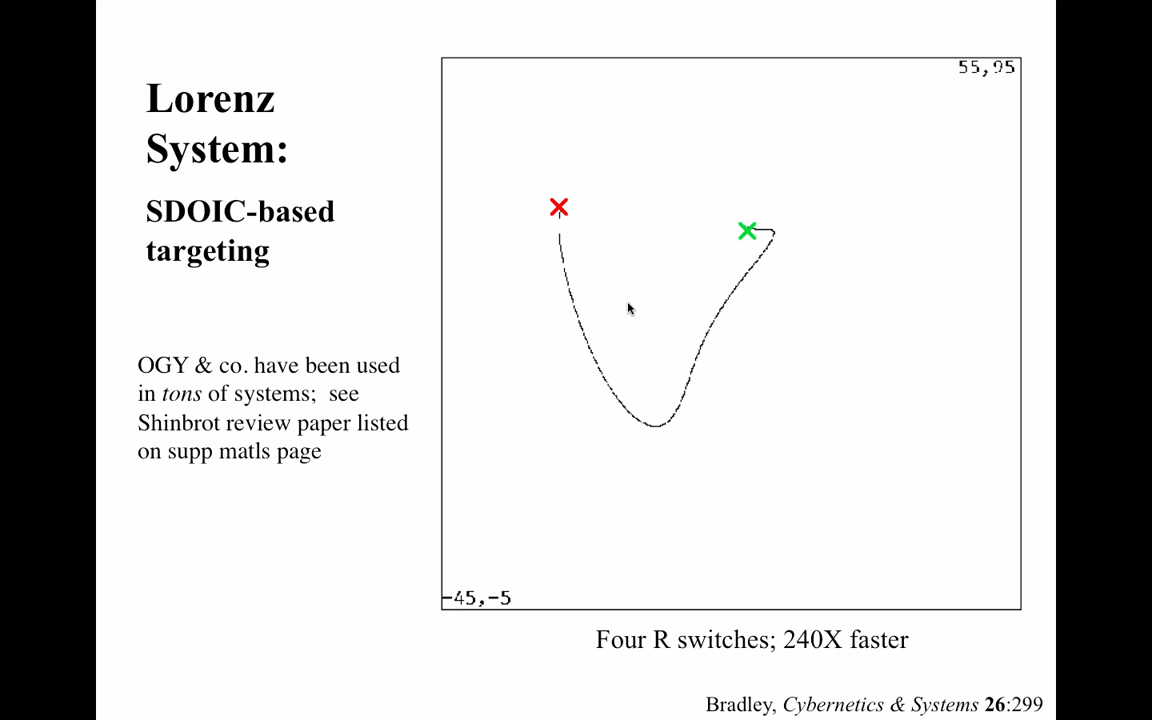 Lorenz
System:
SDOIC-based
targeting
OGY & co. have been used
in tons of systems; see
Shinbrot review paper listed
on supp matls page
55,95
-45,-5
Four R switches; 240X faster
Bradley, Cybernetics & Systems 26:299